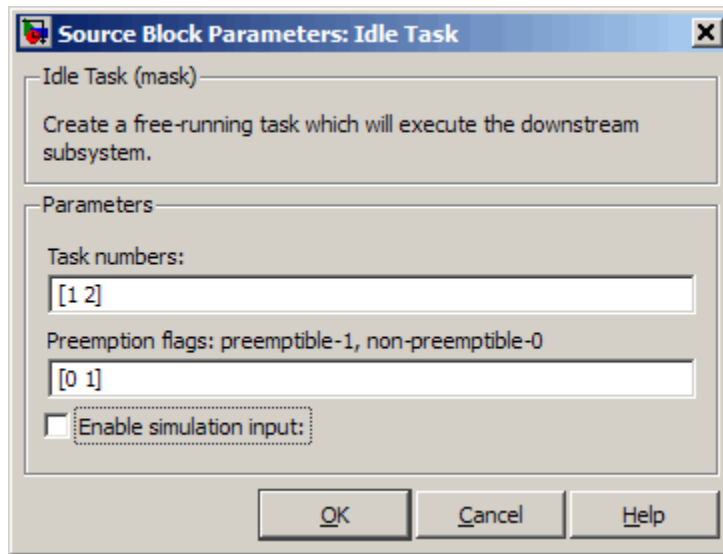 Source Block Parameters: Idle Task
Idle Task (mask)
Create a free-running task which will execute the downstream
subsystem.
Parameters
Task numbers:
[1 2]
Preemption flags: preemptible-1, non-preemptible-0
[0 1]
Enable simulation input:
OK Cancel Help